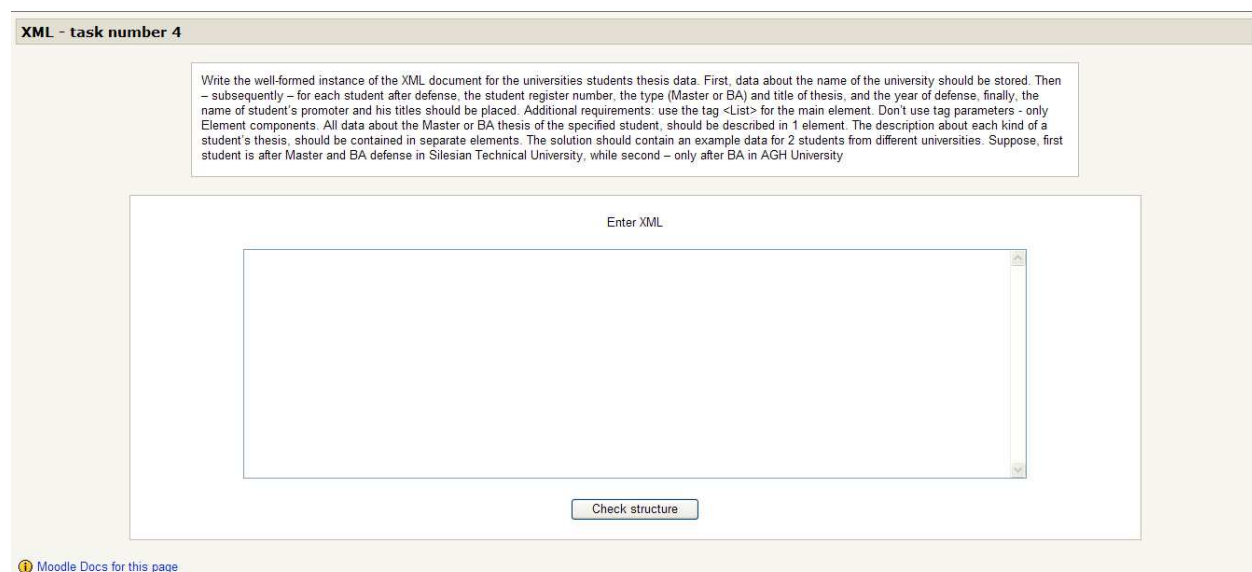 XML - task number 4
Write the well-formed instance of the XML document for the universities students thesis data. First, data about the name of the university should be stored. Then
– subsequently – for each student after defense, the student register number, the type (Master or BA) and title of thesis, and the year of defense, finally, the
name of student's promoter and his titles should be placed. Additional requirements: use the tag <List> for the main element. Don't use tag parameters - only
Element components. All data about the Master or BA thesis of the specified student, should be described in 1 element. The description about each kind of a
student's thesis, should be contained in separate elements. The solution should contain an example data for 2 students from different universities. Suppose, first
student is after Master and BA defense in Silesian Technical University, while second – only after BA in AGH University
Enter XML
Check structure
Moodle Docs for this page